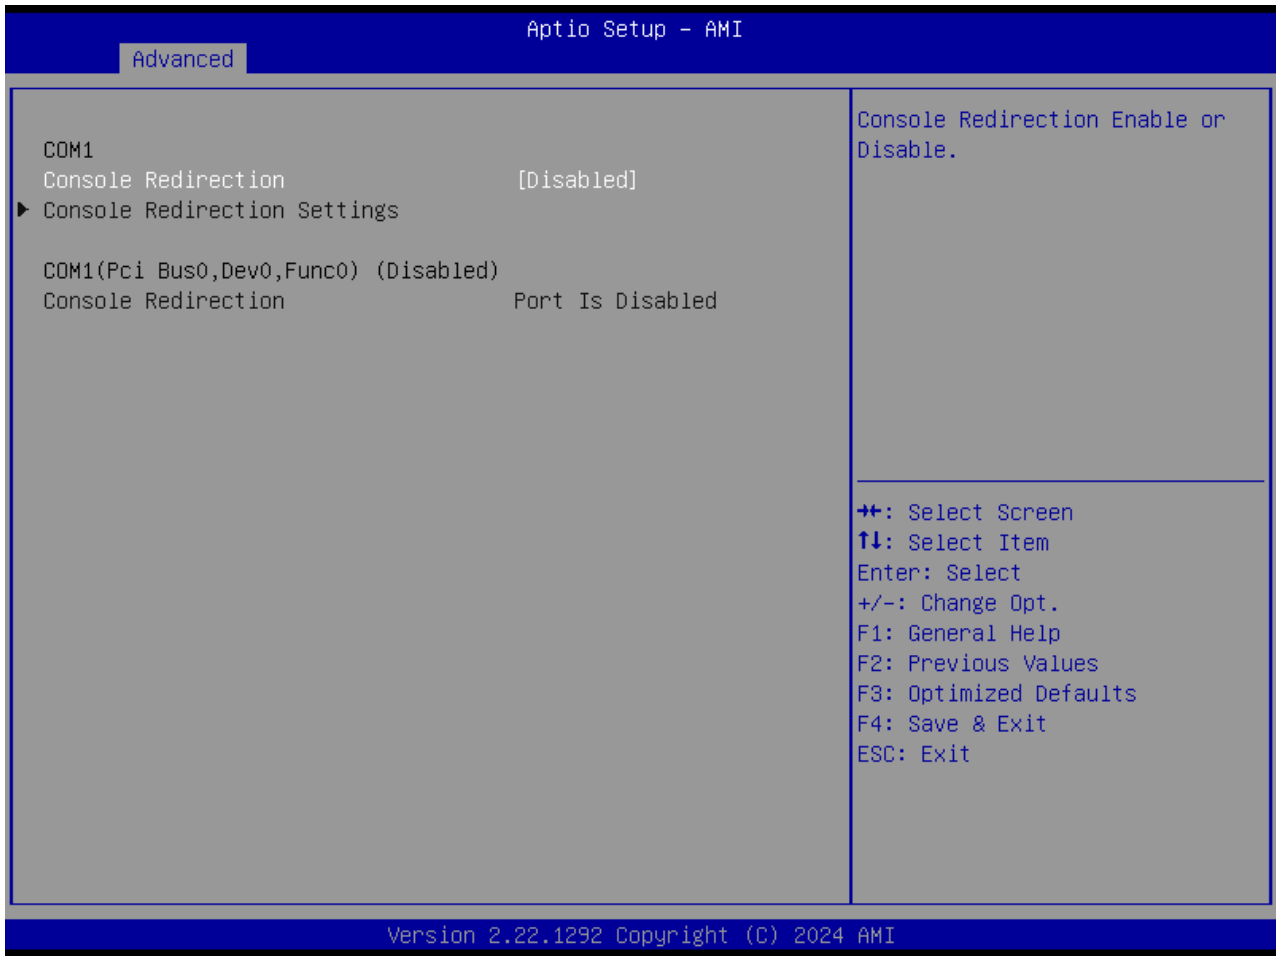 Aptio Setup – AMI
Advanced
COM1
Console Redirection [Disabled]
Console Redirection Settings
COM1(Pci Bus0,Dev0,Func0) (Disabled)
Console Redirection Port Is Disabled
Console Redirection Enable or
Disable.
→←: Select Screen
↑↓: Select Item
Enter: Select
+/-: Change Opt.
F1: General Help
F2: Previous Values
F3: Optimized Defaults
F4: Save & Exit
ESC: Exit
Version 2.22.1292 Copyright (C) 2024 AMI